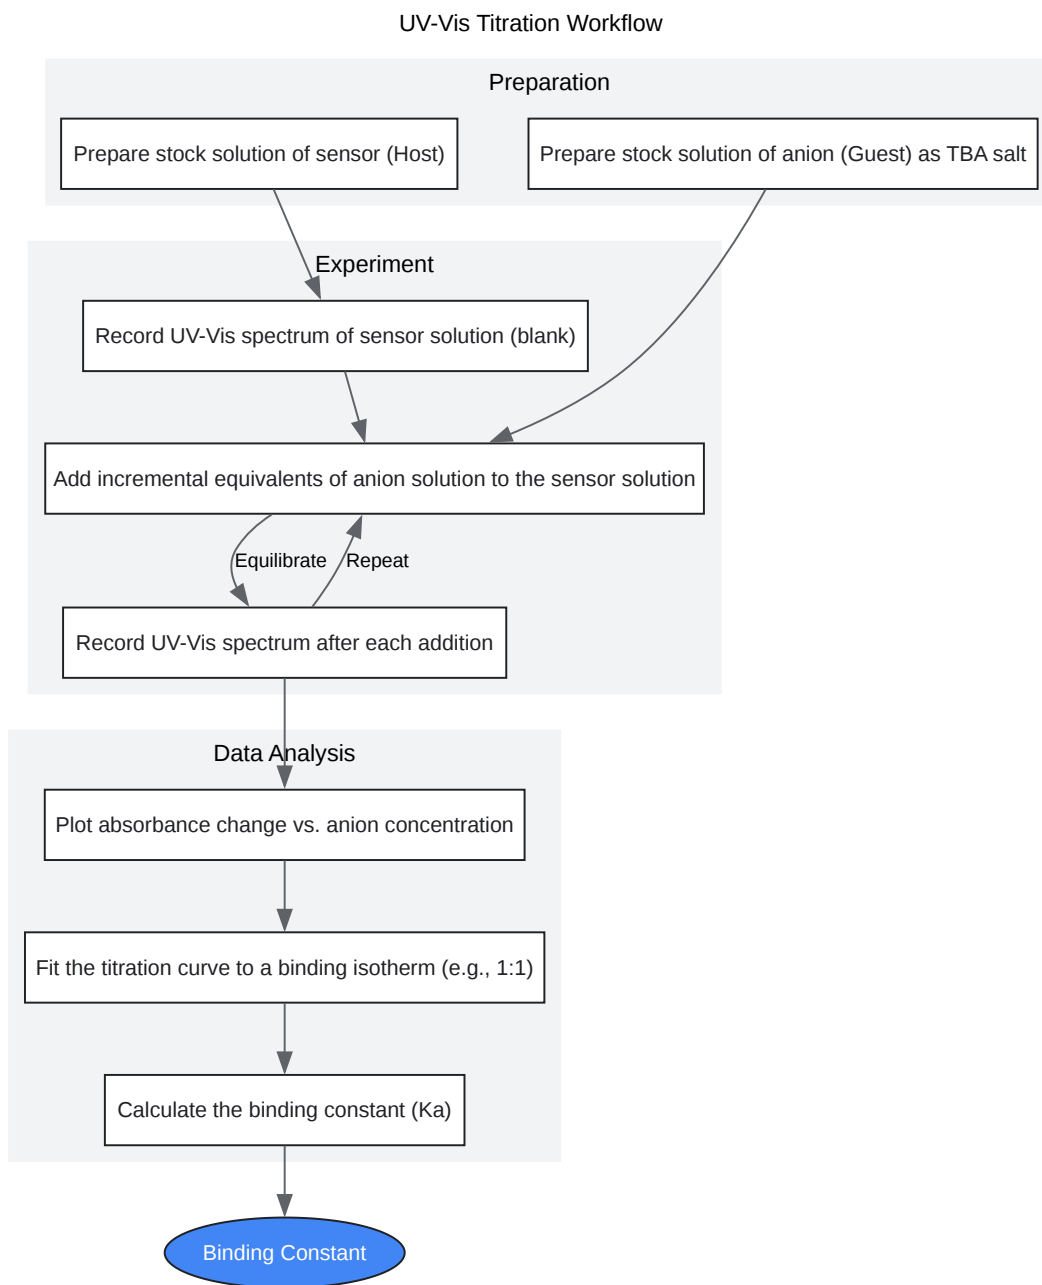 UV-Vis Titration Workflow
Preparation
Prepare stock solution of sensor (Host)
Prepare stock solution of anion (Guest) as TBA salt
Experiment
Record UV-Vis spectrum of sensor solution (blank)
Add incremental equivalents of anion solution to the sensor solution
Equilibrate
Repeat
Record UV-Vis spectrum after each addition
Data Analysis
Plot absorbance change vs. anion concentration
Fit the titration curve to a binding isotherm (e.g., 1:1)
Calculate the binding constant (Ka)
Binding Constant